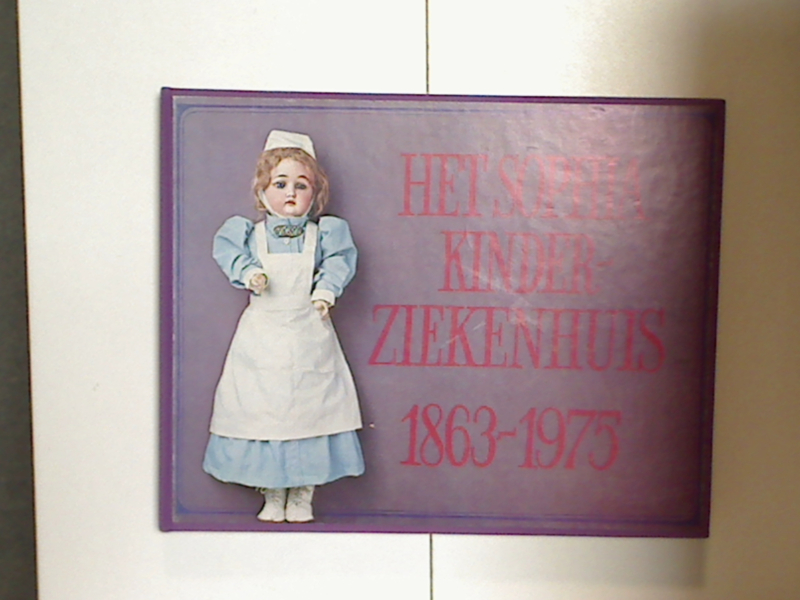 HET SOPHIA
KINDER-
ZIEKENHUIS
1863-1975